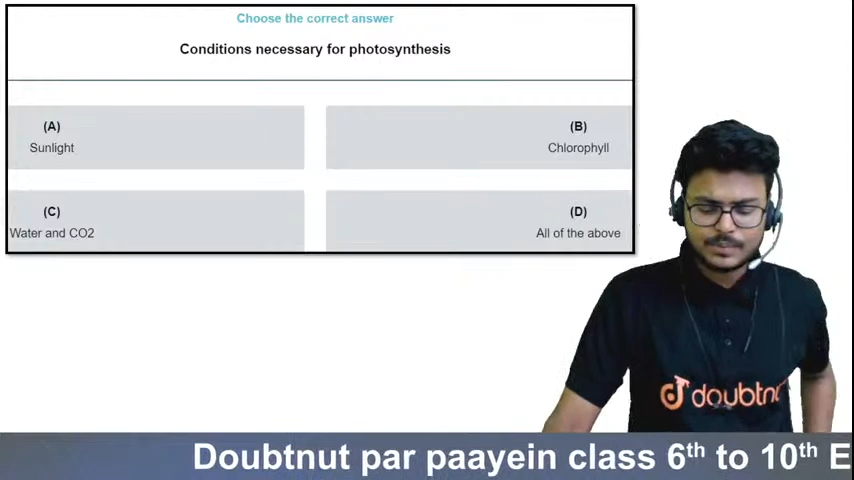 Choose the correct answer
Conditions necessary for photosynthesis
(A)
Sunlight
(B)
Chlorophyll
(C)
Water and CO2
(D)
All of the above
doubtnu
Doubtnut par paayein class 6th to 10th E